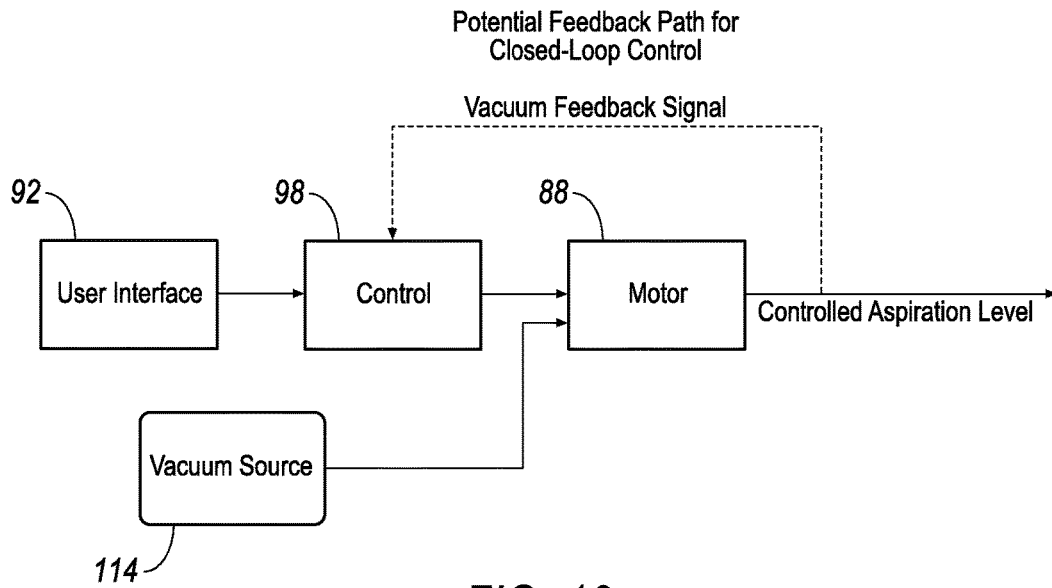 Potential Feedback Path for
Closed-Loop Control
Vacuum Feedback Signal
92
98
88
User Interface
Control
Motor
Controlled Aspiration Level
Vacuum Source
114